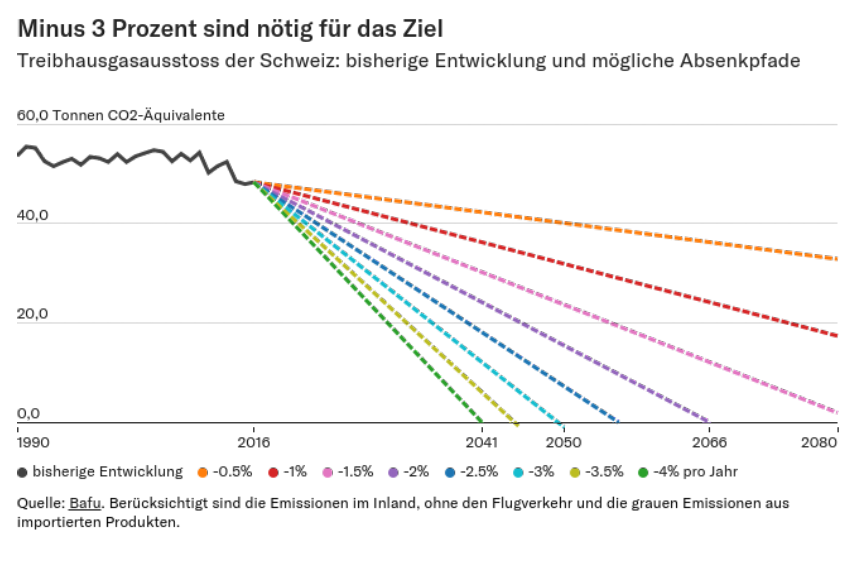 Minus 3 Prozent sind nötig für das Ziel
Treibhausgasausstoss der Schweiz: bisherige Entwicklung und mögliche Absenkpfade
60,0 Tonnen CO2-Äquivalente
40,0
20,0
0,0
1990 2016 2041 2050 2066 2080
bisherige Entwicklung -0.5% -1% -1.5% -2% -2.5% -3% -3.5% -4% pro Jahr
Quelle: Bafu. Berücksichtigt sind die Emissionen im Inland, ohne den Flugverkehr und die grauen Emissionen aus
importierten Produkten.